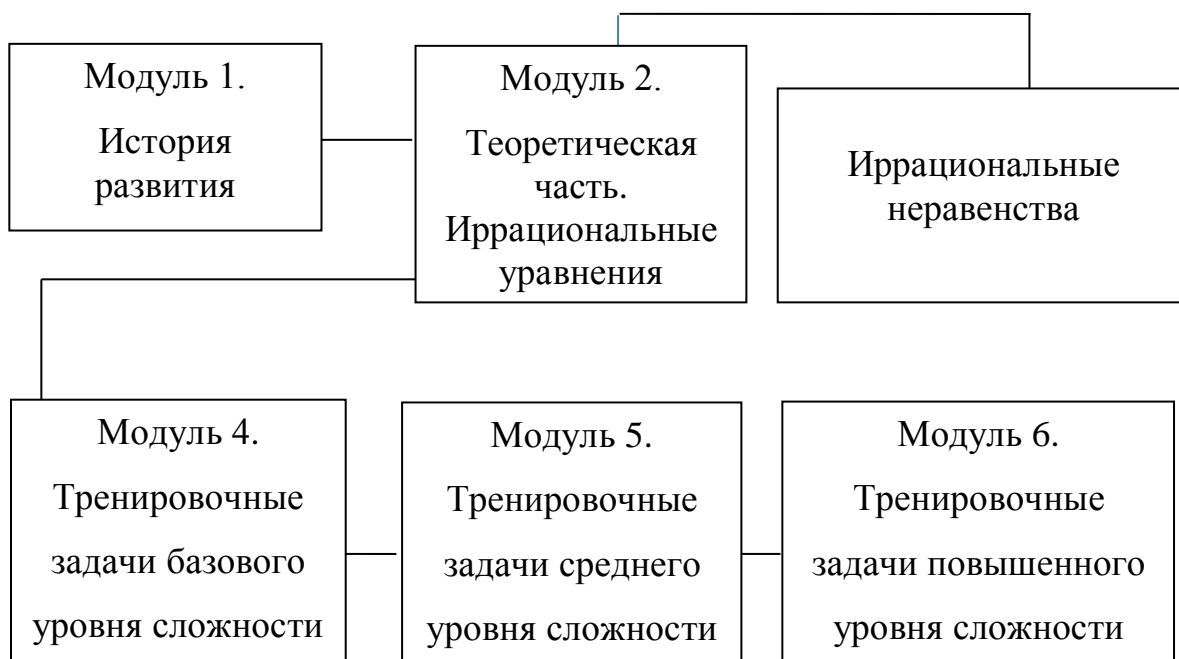 Модуль 1.
История
развития
Модуль 2.
Теоретическая
часть.
Иррациональные
уравнения
Иррациональные
неравенства
Модуль 4.
Тренировочные
задачи базового
уровня сложности
Модуль 5.
Тренировочные
задачи среднего
уровня сложности
Модуль 6.
Тренировочные
задачи повышенного
уровня сложности